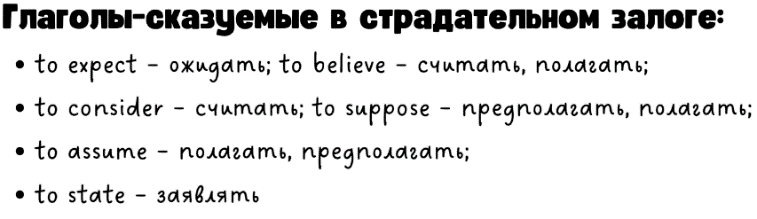 Глаголы-сказуемые в страдательном залоге:
• to expect – ожидать; to believe – считать, полагать;
• to consider – считать; to suppose – предполагать, полагать;
• to assume – полагать, предполагать;
• to state – заявлять